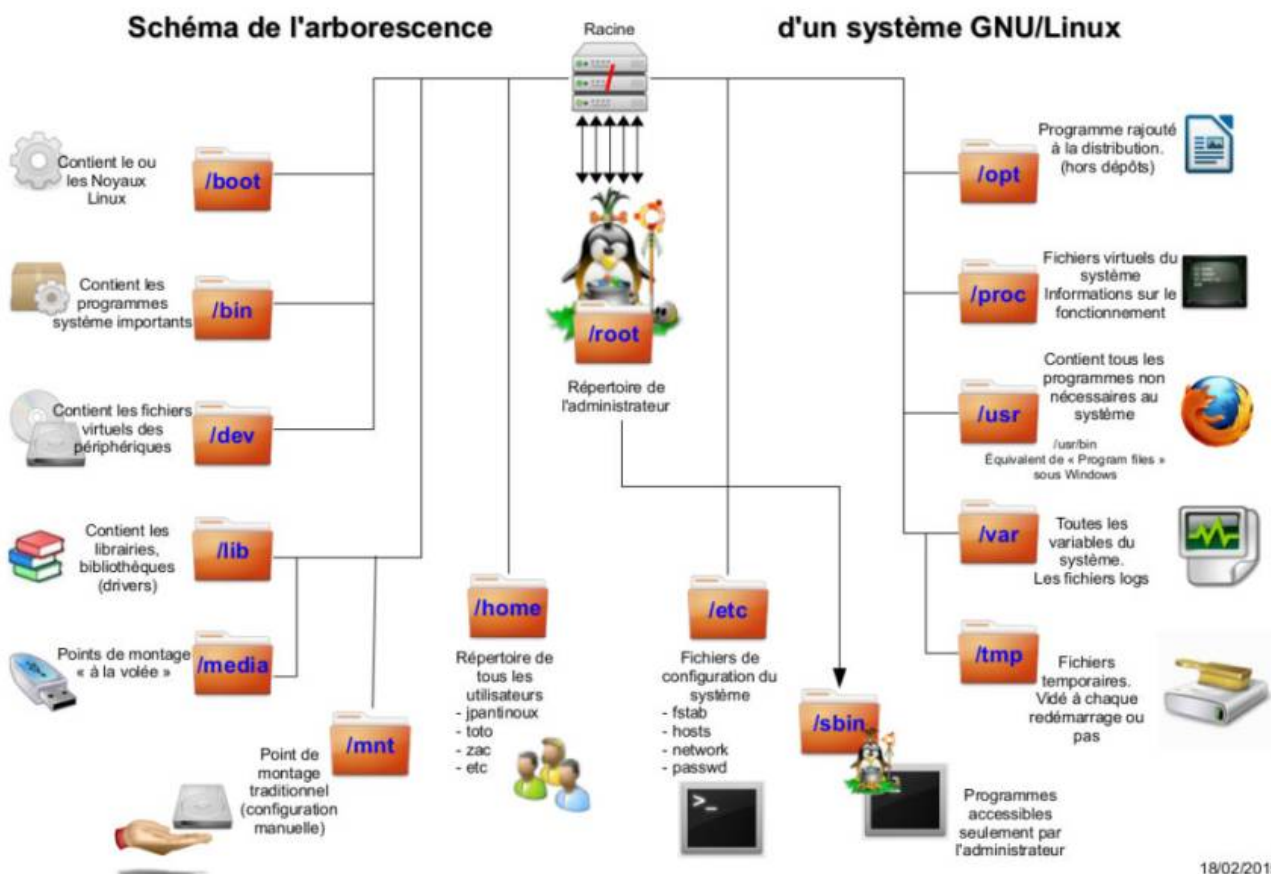 Schéma de l'arborescence
d'un système GNU/Linux
Racine
/
Contient le ou
les Noyaux
Linux
/boot
Contient les
programmes
système importants
/bin
Contient les fichiers
virtuels des
périphériques
/dev
Contient les
librairies,
bibliothèques
(drivers)
/lib
Points de montage
« à la volée »
/media
/mnt
Point de
montage
traditionnel
(configuration
manuelle)
/root
Répertoire de
l'administrateur
/home
Répertoire de
tous les
utilisateurs
- jpantinoux
- toto
- zac
- etc
/etc
Fichiers de
configuration du
système
- fstab
- hosts
- network
- passwd
>_
/sbin
Programmes
accessibles
seulement par
l'administrateur
/opt
Programme rajouté
à la distribution.
(hors dépôts)
/proc
Fichiers virtuels du
système
Informations sur le
fonctionnement
/usr
Contient tous les
programmes non
nécessaires au
système
/usr/bin
Équivalent de « Program files »
sous Windows
/var
Toutes les
variables du
système.
Les fichiers logs
/tmp
Fichiers
temporaires.
Vidé à chaque
redémarrage ou
pas
18/02/201